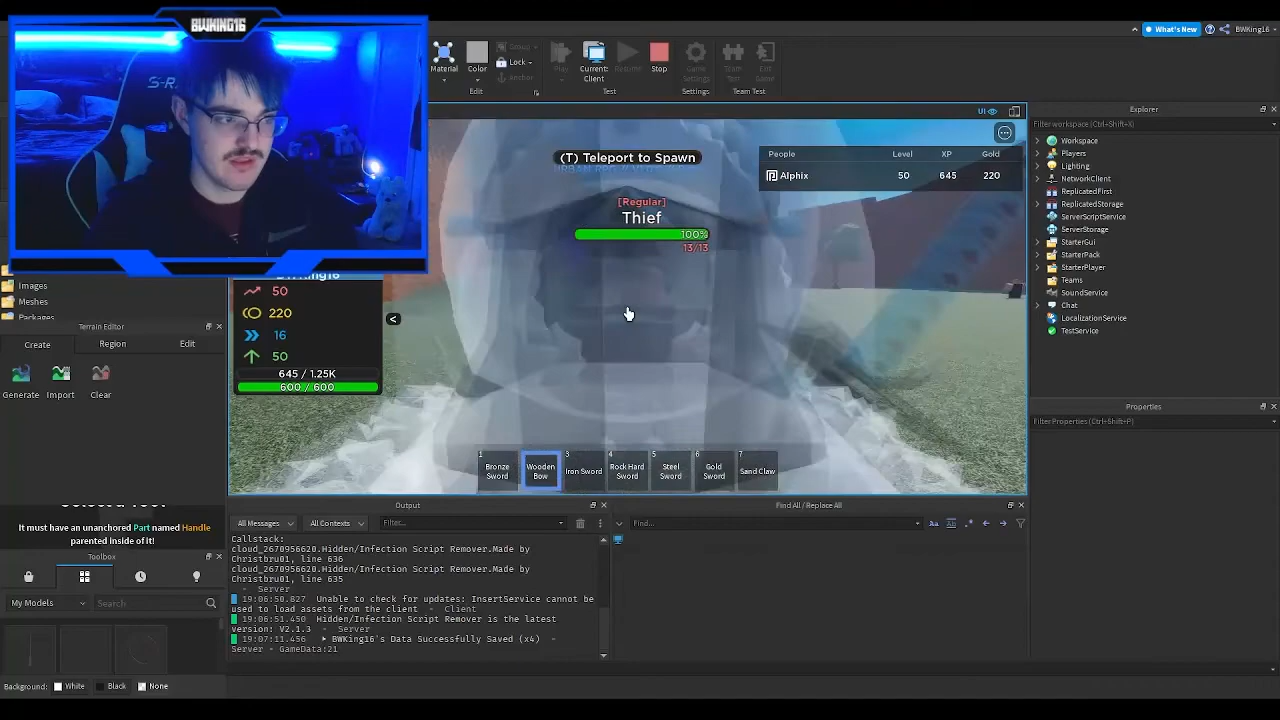 BWKING16
S-RA
Material
Color
Group
Lock
Anchor
Edit
Play
Current:
Client
Resume
Stop
Test
Game
Settings
Settings
Team
Test
Exit
Game
Team Test
What's New
BWKing16
UI
(T) Teleport to Spawn
[Regular]
Thief
100%
13/13
People
Level
XP
Gold
Alphix
50
645
220
BWKing16
50
220
16
50
645 / 1.25K
600 / 600
<
1
Bronze Sword
Wooden Bow
3
Iron Sword
4
Rock Hard Sword
5
Steel Sword
6
Gold Sword
7
Sand Claw
Explorer
Filter workspace (Ctrl+Shift+X)
Workspace
Players
Lighting
NetworkClient
ReplicatedFirst
ReplicatedStorage
ServerScriptService
ServerStorage
StarterGui
StarterPack
StarterPlayer
Teams
SoundService
Chat
LocalizationService
TestService
Properties
Filter Properties (Ctrl+Shift+P)
Images
Meshes
Packages
Terrain Editor
Create
Region
Edit
Generate
Import
Clear
It must have an unanchored Part named Handle
parented inside of it!
Toolbox
My Models
Search
Background:
White
Black
None
Output
All Messages
All Contexts
Filter...
Callstack:
cloud_2670956620.Hidden/Infection Script Remover.Made by
Christbru01, line 636
cloud_2670956620.Hidden/Infection Script Remover.Made by
Christbru01, line 635
- Server
19:06:50.827 Unable to check for updates: InsertService cannot be
used to load assets from the client - Client
19:06:51.450 Hidden/Infection Script Remover is the latest
version: V2.1.3 - Server
19:07:11.456 ▸ BWKing16's Data Successfully Saved (x4) -
Server - GameData:21
Find All / Replace All
Find...
Aa